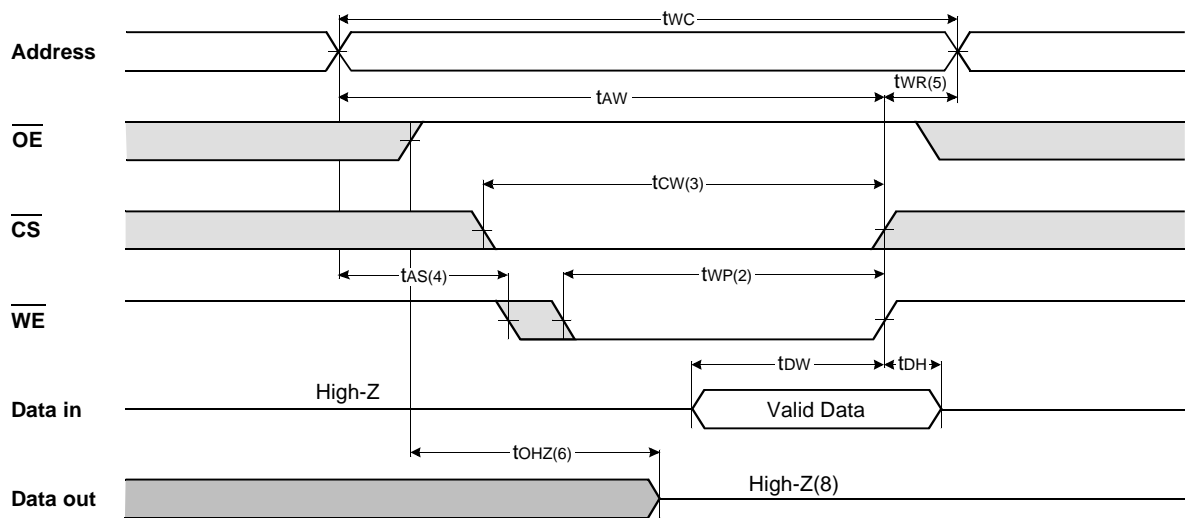 tWC
Address
tWR(5)
tAW
OE
tCW(3)
CS
tAS(4)
tWP(2)
WE
tDW
tDH
High-Z
Data in
Valid Data
tOHZ(6)
High-Z(8)
Data out